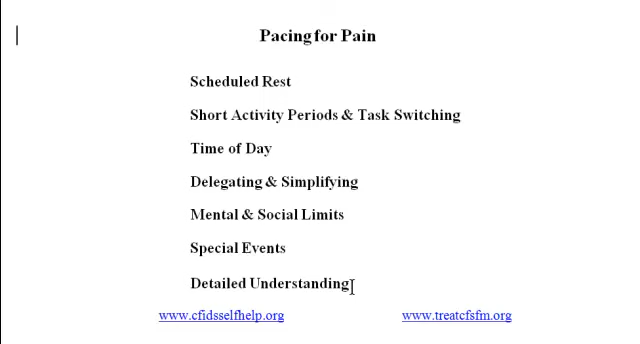 Pacing for Pain
Scheduled Rest
Short Activity Periods & Task Switching
Time of Day
Delegating & Simplifying
Mental & Social Limits
Special Events
Detailed Understanding
www.cfidsselfhelp.org www.treatcfsfm.org